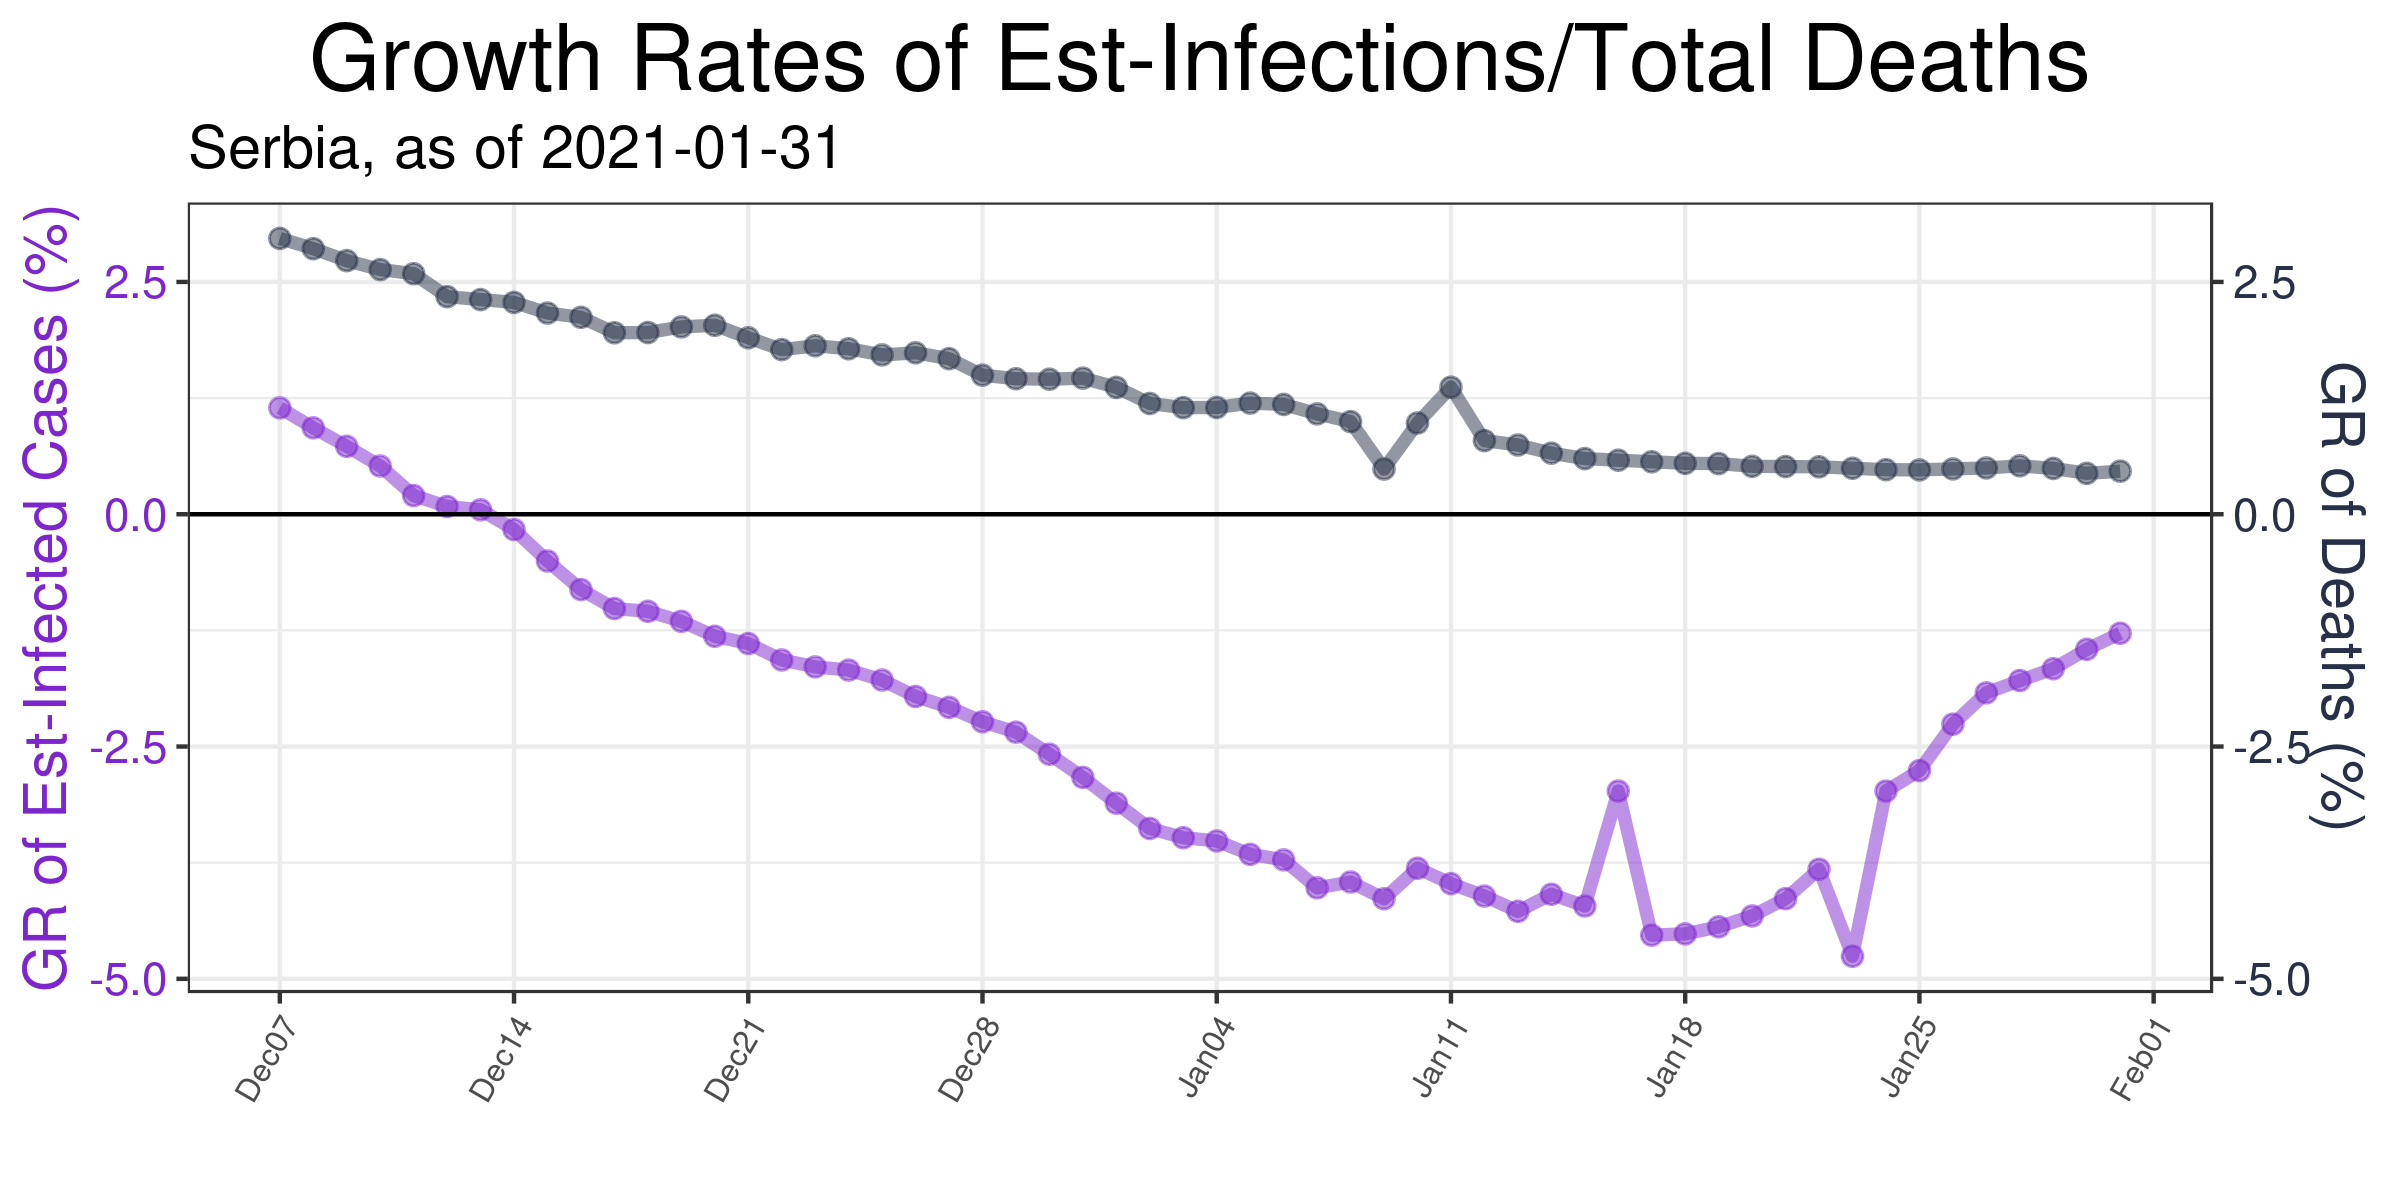 Growth Rates of Est-Infections/Total Deaths
Serbia, as of 2021-01-31
GR of Est-Infected Cases (%)
2.5
0.0
-2.5
-5.0
2.5
0.0
-2.5
-5.0
GR of Deaths (%)
Dec07
Dec14
Dec21
Dec28
Jan04
Jan11
Jan18
Jan25
Feb01